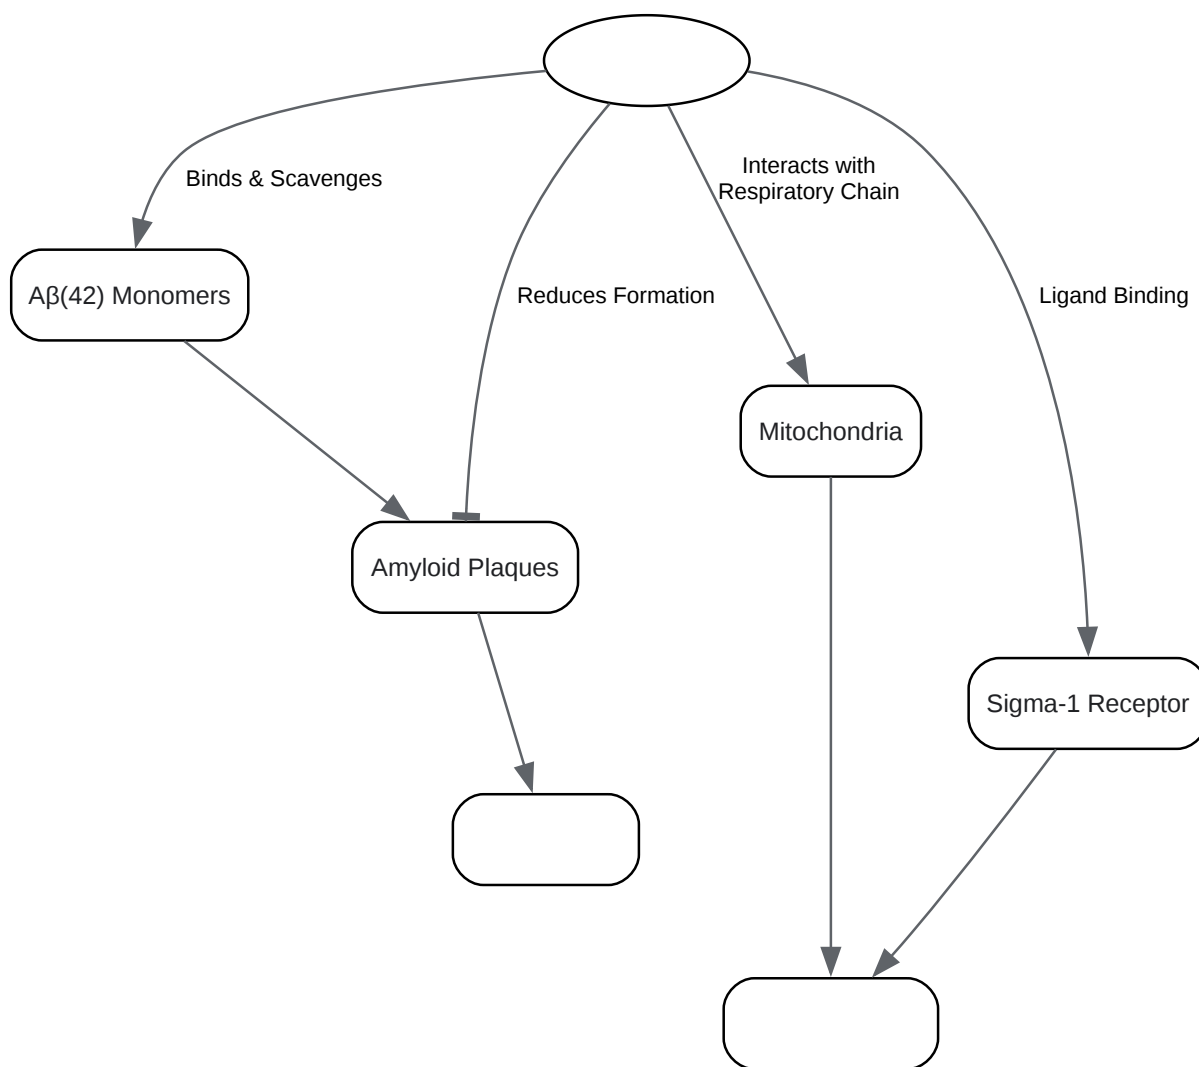 Interacts with
Respiratory Chain
Binds & Scavenges
Aβ(42) Monomers
Reduces Formation
Ligand Binding
Mitochondria
Amyloid Plaques
Sigma-1 Receptor